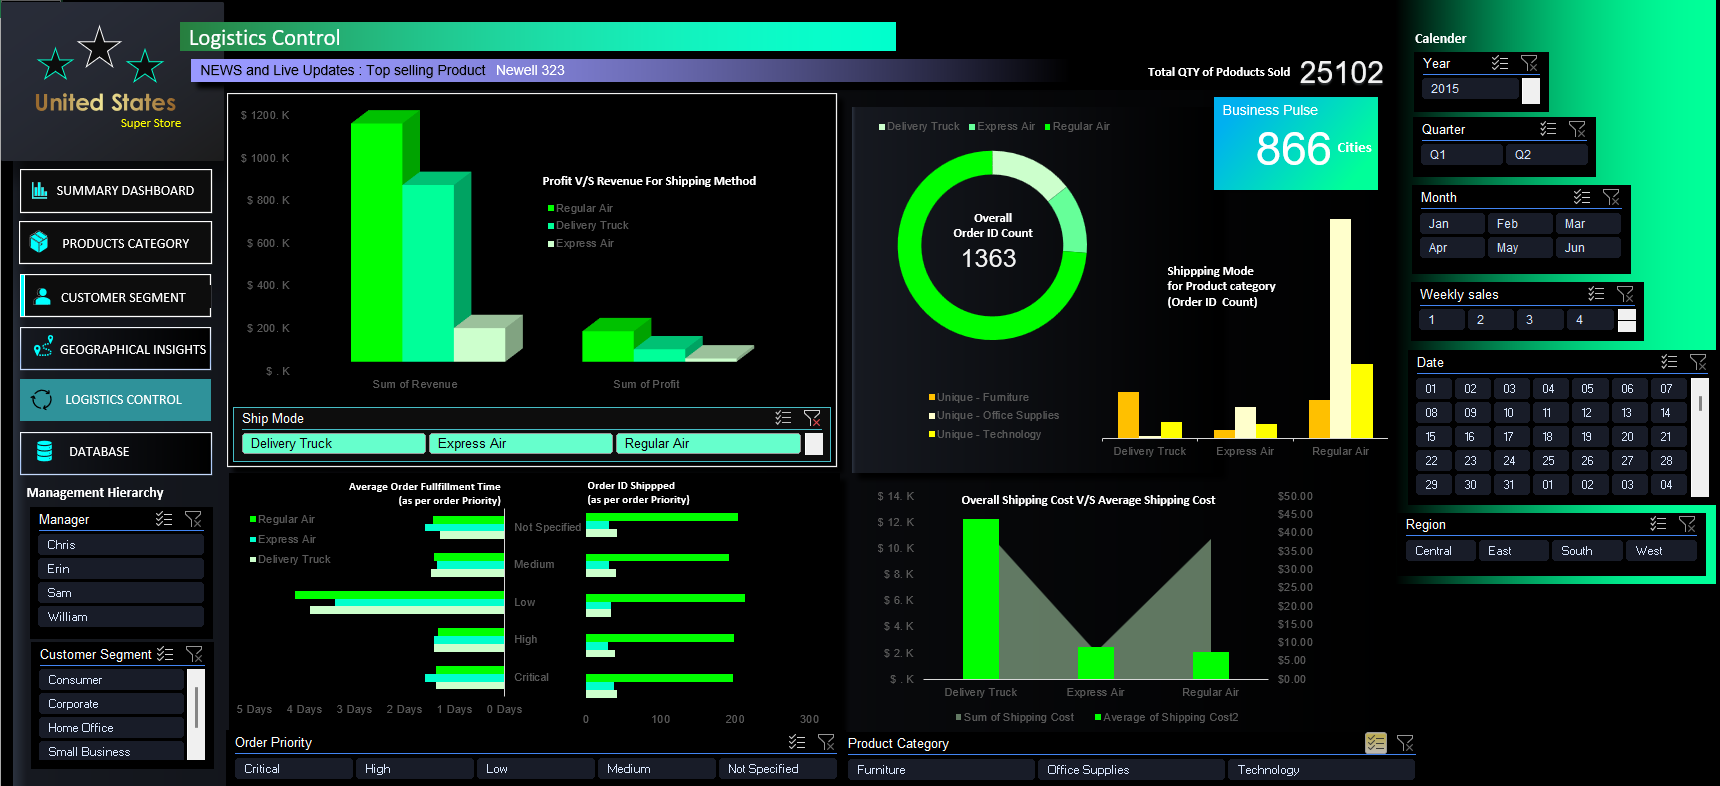 United States
Super Store
Logistics Control
NEWS and Live Updates : Top selling Product Newell 323
Total QTY of Pdoducts Sold 25102
SUMMARY DASHBOARD
PRODUCTS CATEGORY
CUSTOMER SEGMENT
GEOGRAPHICAL INSIGHTS
LOGISTICS CONTROL
DATABASE
Management Hierarchy
Manager
Chris
Erin
Sam
William
Customer Segment
Consumer
Corporate
Home Office
Small Business
$ 1200. K
$ 1000. K
$ 800. K
$ 600. K
$ 400. K
$ 200. K
$ . K
Profit V/S Revenue For Shipping Method
Regular Air
Delivery Truck
Express Air
Sum of Revenue
Sum of Profit
Ship Mode
Delivery Truck
Express Air
Regular Air
Delivery Truck
Express Air
Regular Air
Overall
Order ID Count
1363
Business Pulse
866 Cities
Shippping Mode
for Product category
(Order ID Count)
Unique - Furniture
Unique - Office Supplies
Unique - Technology
Delivery Truck
Express Air
Regular Air
Average Order Fullfillment Time
(as per order Priority)
Regular Air
Express Air
Delivery Truck
5 Days
4 Days
3 Days
2 Days
1 Days
0 Days
Order ID Shippped
(as per order Priority)
Not Specified
Medium
Low
High
Critical
0
100
200
300
Order Priority
Critical
High
Low
Medium
Not Specified
Overall Shipping Cost V/S Average Shipping Cost
$ 14. K
$ 12. K
$ 10. K
$ 8. K
$ 6. K
$ 4. K
$ 2. K
$ . K
$50.00
$45.00
$40.00
$35.00
$30.00
$25.00
$20.00
$15.00
$10.00
$5.00
$0.00
Delivery Truck
Express Air
Regular Air
Sum of Shipping Cost
Average of Shipping Cost2
Product Category
Furniture
Office Supplies
Technology
Calender
Year
2015
Quarter
Q1
Q2
Month
Jan Feb Mar
Apr May Jun
Weekly sales
1 2 3 4
Date
01 02 03 04 05 06 07
08 09 10 11 12 13 14
15 16 17 18 19 20 21
22 23 24 25 26 27 28
29 30 31 01 02 03 04
Region
Central East South West